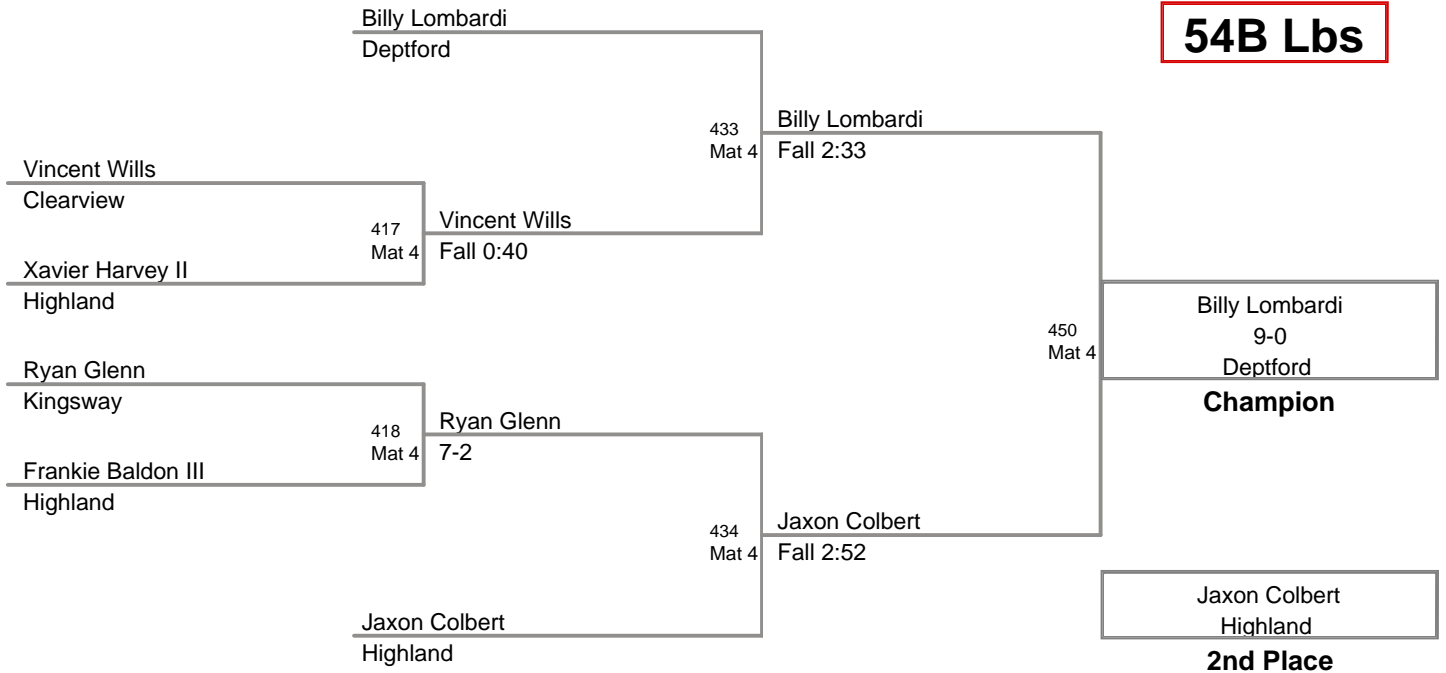 Billy Lombardi
Deptford
54B Lbs
433
Mat 4
Billy Lombardi
Fall 2:33
Vincent Wills
Clearview
417
Mat 4
Vincent Wills
Fall 0:40
Xavier Harvey II
Highland
450
Mat 4
Billy Lombardi
9-0
Deptford
Champion
Ryan Glenn
Kingsway
418
Mat 4
Ryan Glenn
7-2
Frankie Baldon III
Highland
434
Mat 4
Jaxon Colbert
Fall 2:52
Jaxon Colbert
Highland
Jaxon Colbert
Highland
2nd Place